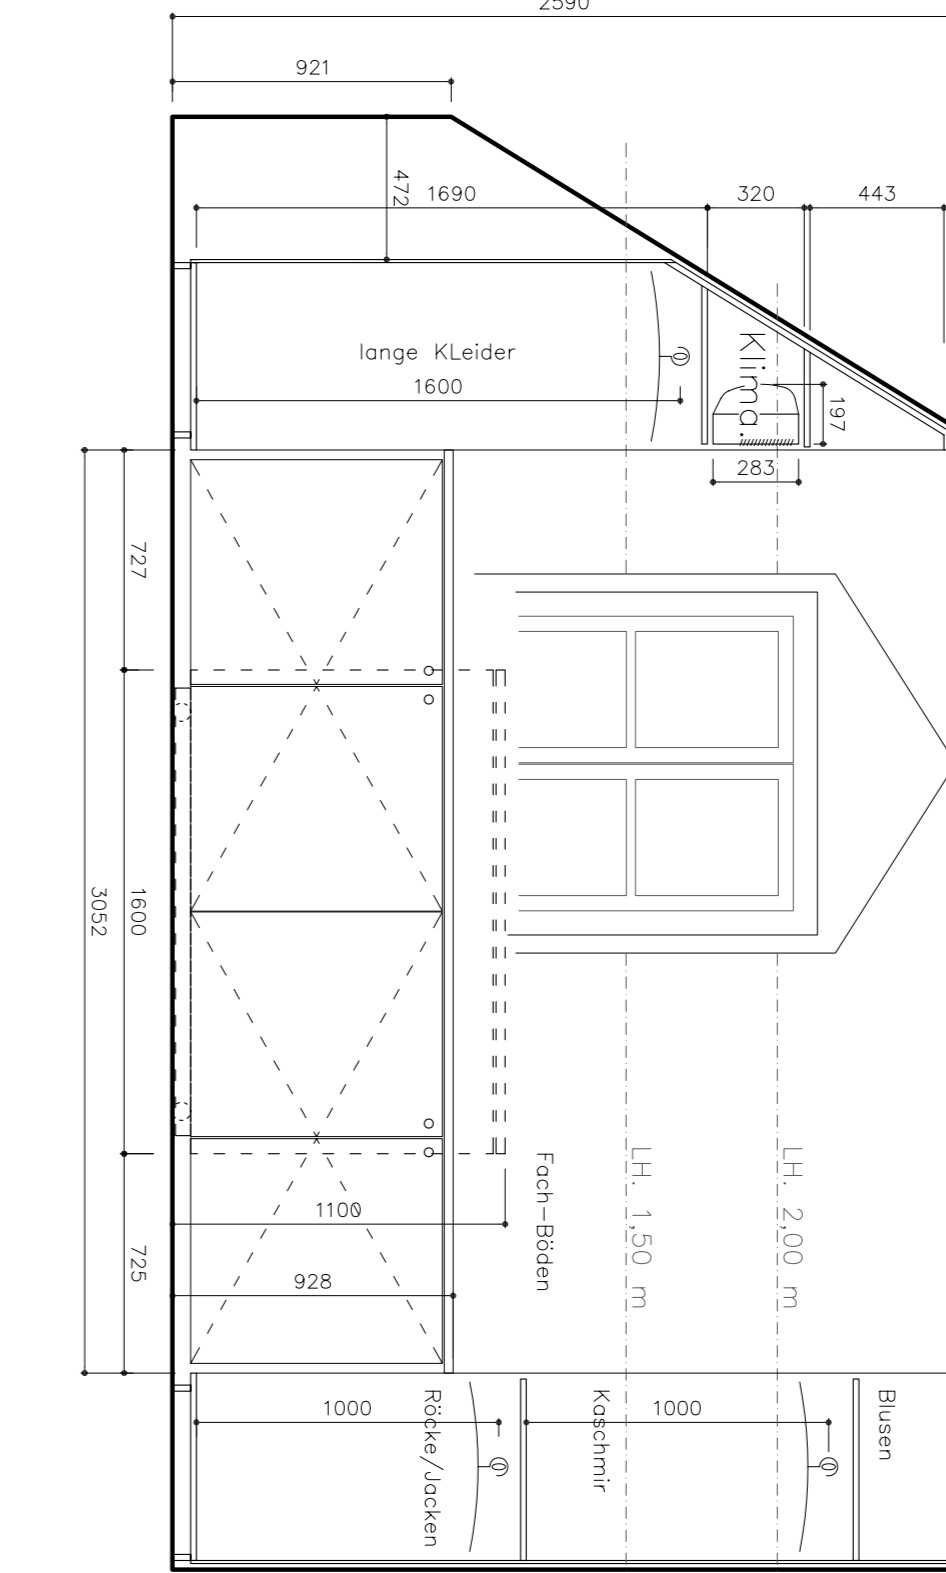 2590
921
472
1690
320
443
lange KLeider
1600
Klima.
197
283
727
1600
3052
725
1100
928
Fach-Böden
LH. 1,50 m
LH. 2,00 m
1000
Röcke/Jacken
Kaschmir
1000
Blusen